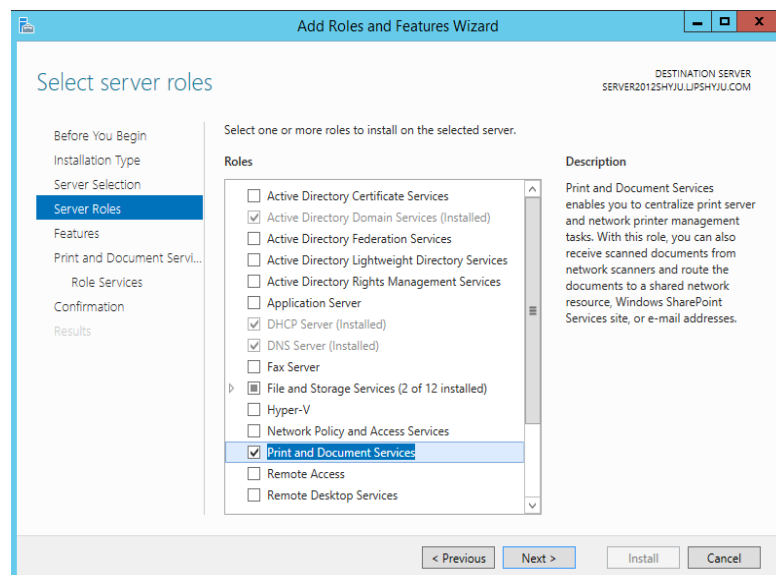 Add Roles and Features Wizard
Select server roles
DESTINATION SERVER
SERVER2012SHYJU.LJPSHYJU.COM
Before You Begin
Installation Type
Server Selection
Server Roles
Features
Print and Document Servi...
Role Services
Confirmation
Results
Select one or more roles to install on the selected server.
Roles
Active Directory Certificate Services
Active Directory Domain Services (Installed)
Active Directory Federation Services
Active Directory Lightweight Directory Services
Active Directory Rights Management Services
Application Server
DHCP Server (Installed)
DNS Server (Installed)
Fax Server
File and Storage Services (2 of 12 installed)
Hyper-V
Network Policy and Access Services
Print and Document Services
Remote Access
Remote Desktop Services
Description
Print and Document Services
enables you to centralize print server
and network printer management
tasks. With this role, you can also
receive scanned documents from
network scanners and route the
documents to a shared network
resource, Windows SharePoint
Services site, or e-mail addresses.
< Previous
Next >
Install
Cancel